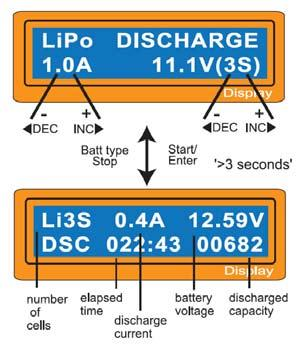 LiPo DISCHARGE
1.0A 11.1V(3S)
Display
- + - +
◀DEC INC▶ ◀DEC INC▶
Batt type Stop
Start/ Enter
'>3 seconds'
Li3S 0.4A 12.59V
DSC 022:43 00682
Display
number of cells
elapsed time
discharge current
battery voltage
discharged capacity